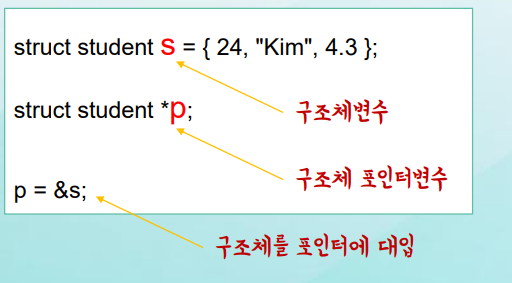 struct student s = { 24, "Kim", 4.3 };
struct student *p;
구조체변수
구조체 포인터변수
p = &s;
구조체를 포인터에 대입